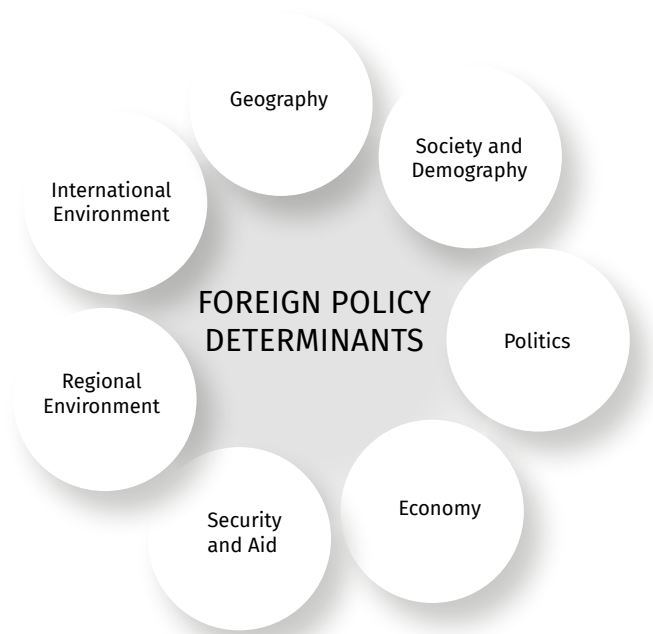 Geography
Society and
Demography
International
Environment
FOREIGN POLICY
DETERMINANTS
Politics
Regional
Environment
Economy
Security
and Aid